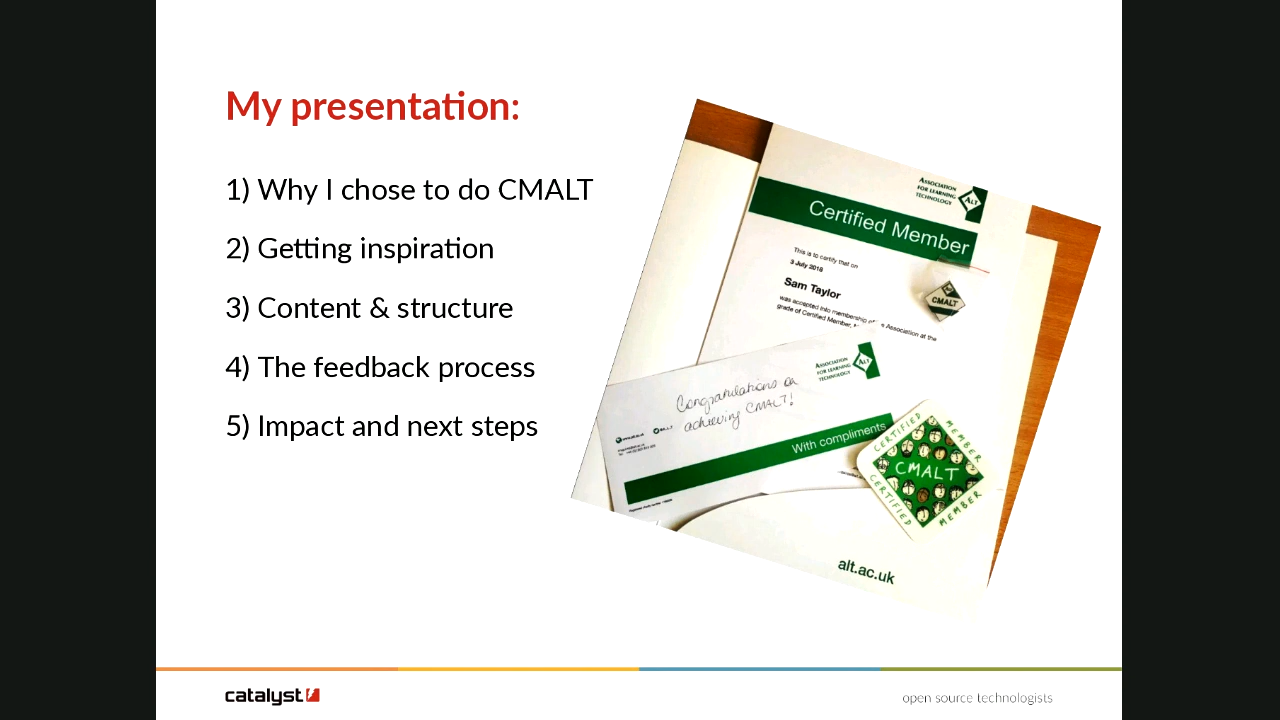 My presentation:
1) Why I chose to do CMALT
2) Getting inspiration
3) Content & structure
4) The feedback process
5) Impact and next steps
ASSOCIATION
FOR LEARNING
TECHNOLOGY
ALT
Certified Member
This is to certify that on
3 July 2018
Sam Taylor
was accepted into membership of Association at the
grade of Certified Member,
CMALT
ASSOCIATION
FOR LEARNING
TECHNOLOGY
ALT
Congratulations on
achieving CMALT!
With compliments
CERTIFIED MEMBER
CMALT
CERTIFIED MEMBER
alt.ac.uk
catalyst
open source technologists